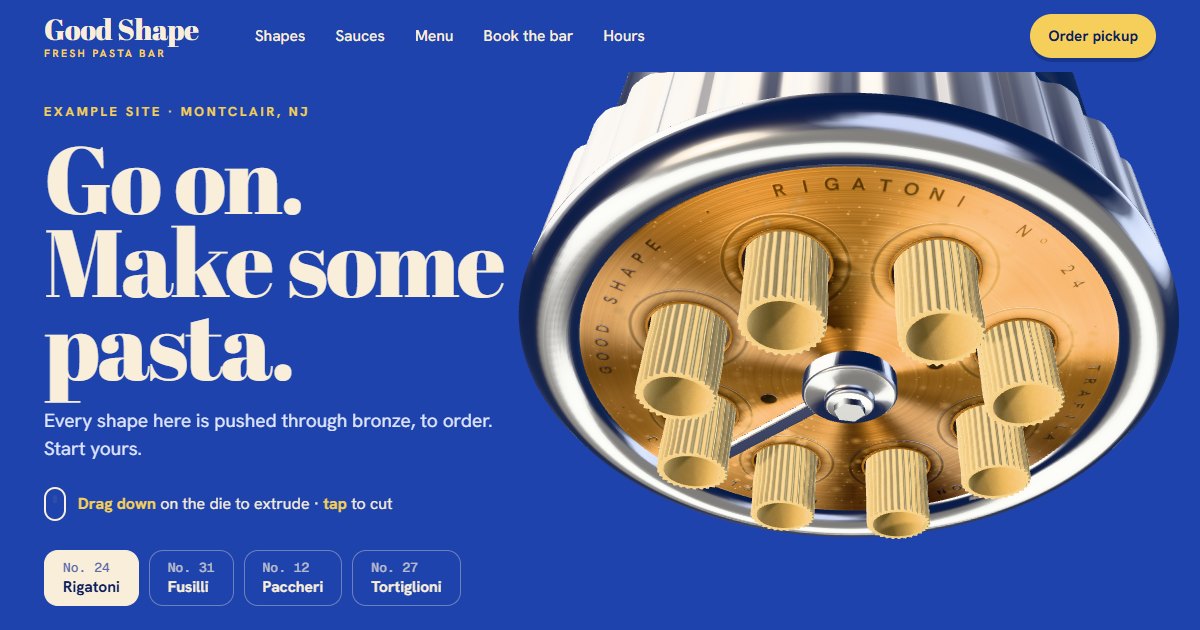 Good Shape
FRESH PASTA BAR
Shapes
Sauces
Menu
Book the bar
Hours
Order pickup
EXAMPLE SITE · MONTCLAIR, NJ
Go on.
Make some
pasta.
Every shape here is pushed through bronze, to order.
Start yours.
Drag down on the die to extrude · tap to cut
No. 24
Rigatoni
No. 31
Fusilli
No. 12
Paccheri
No. 27
Tortiglioni
RIGATONI
Nº 24
GOOD SHAPE